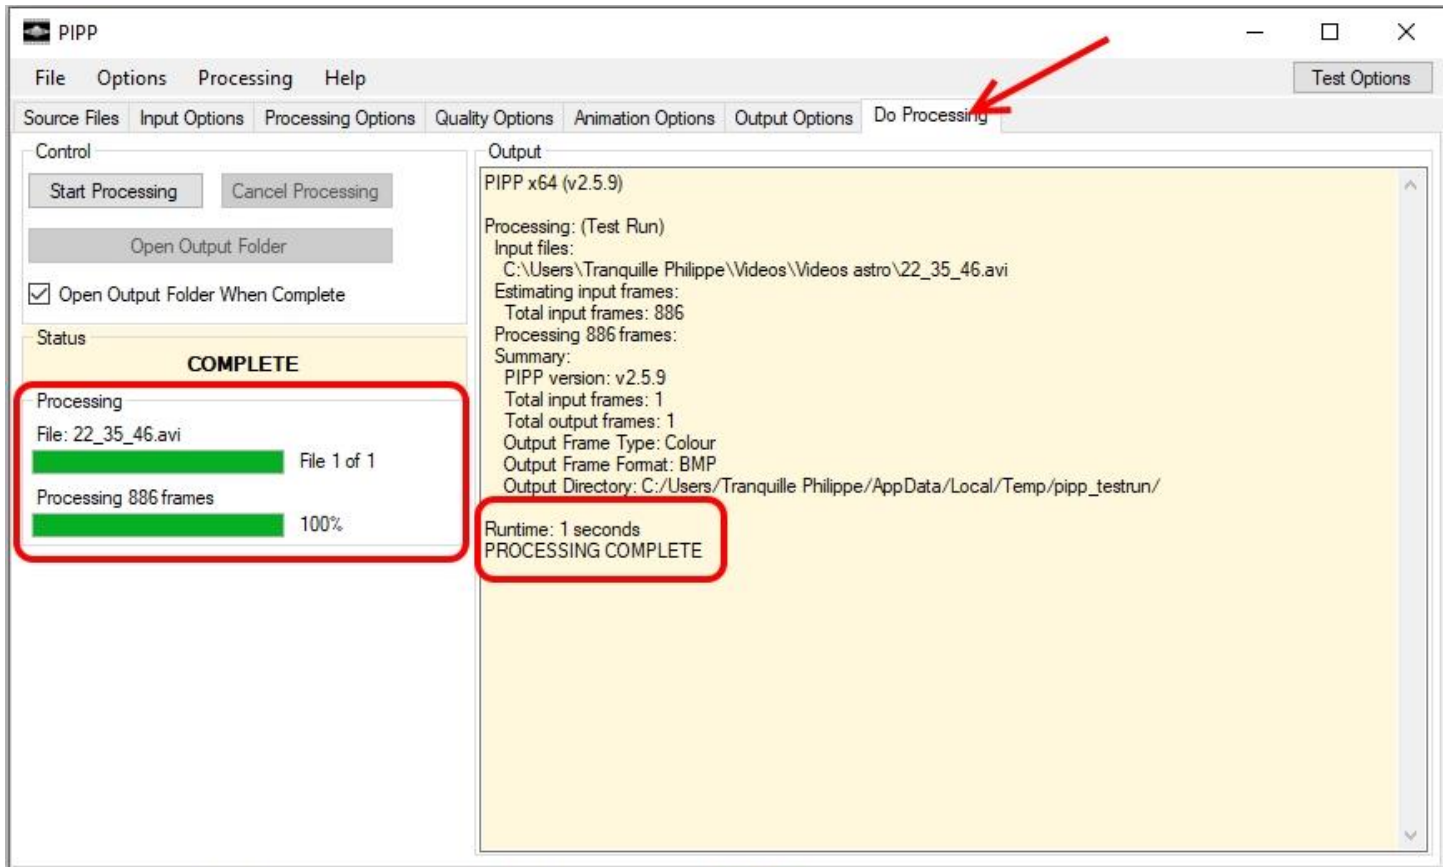 PIPP
File Options Processing Help
Test Options
Source Files Input Options Processing Options Quality Options Animation Options Output Options Do Processing
Control
Start Processing Cancel Processing
Open Output Folder
Open Output Folder When Complete
Status
COMPLETE
Processing
File: 22_35_46.avi
File 1 of 1
Processing 886 frames
100%
Output
PIPP x64 (v2.5.9)
Processing: (Test Run)
Input files:
C:\Users\Tranquille Philippe\Videos\Videos astro\22_35_46.avi
Estimating input frames:
Total input frames: 886
Processing 886 frames:
Summary:
PIPP version: v2.5.9
Total input frames: 1
Total output frames: 1
Output Frame Type: Colour
Output Frame Format: BMP
Output Directory: C:/Users/Tranquille Philippe/AppData/Local/Temp/pipp_testrun/
Runtime: 1 seconds
PROCESSING COMPLETE